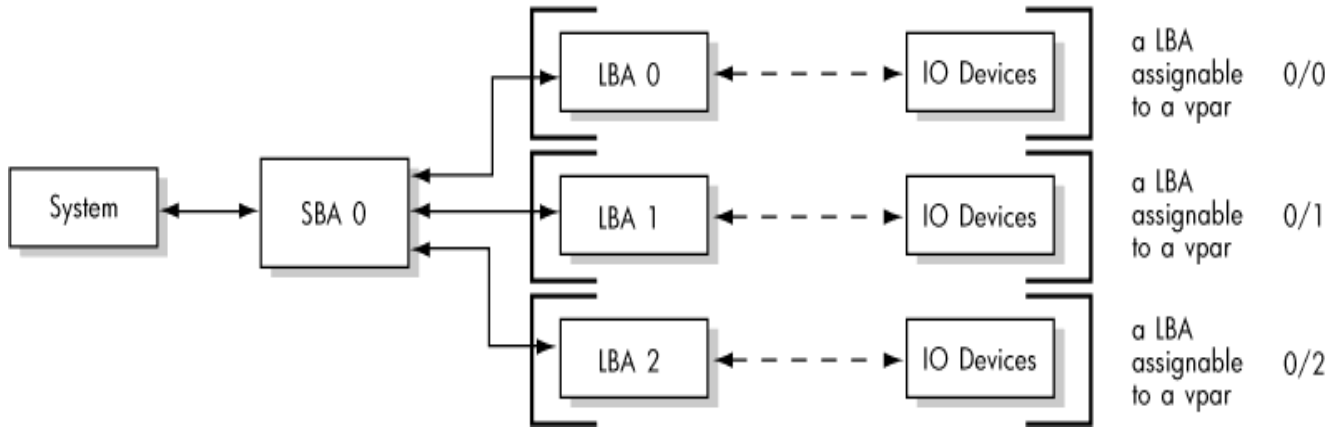 System
SBA 0
LBA 0
IO Devices
a LBA
assignable 0/0
to a vpar
LBA 1
IO Devices
a LBA
assignable 0/1
to a vpar
LBA 2
IO Devices
a LBA
assignable 0/2
to a vpar